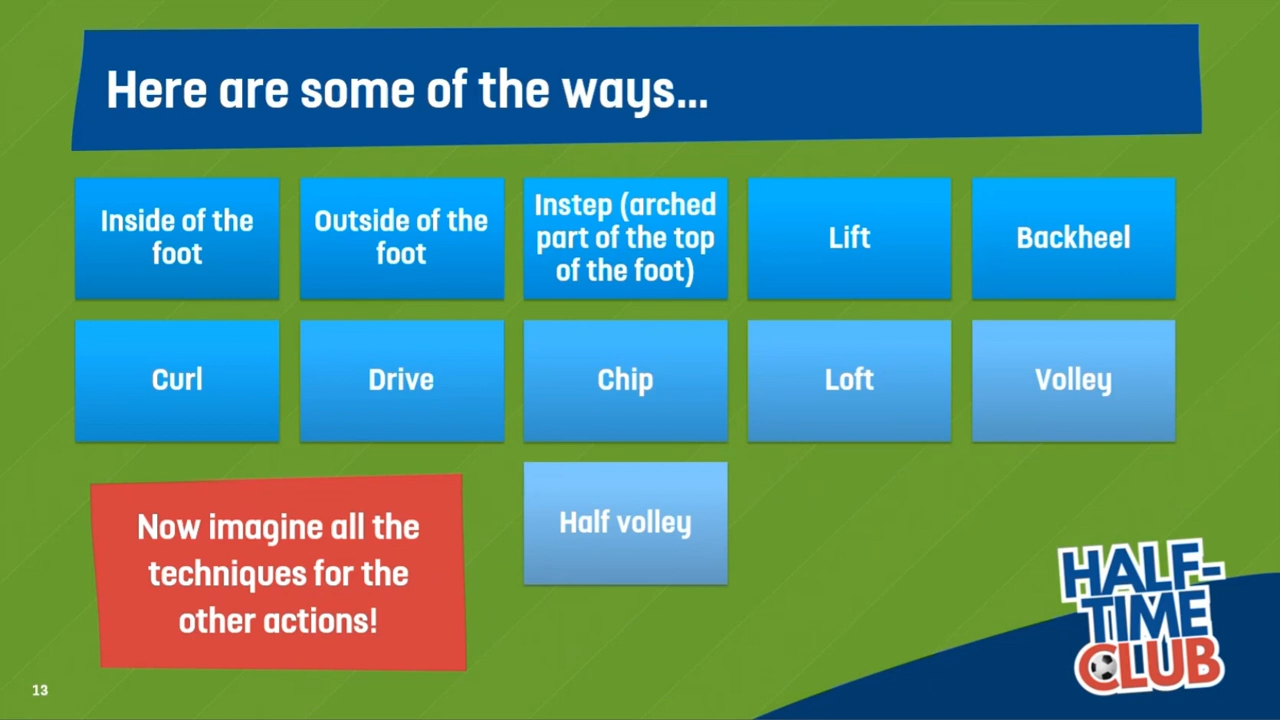 Here are some of the ways...
Inside of the
foot
Outside of the
foot
Instep (arched
part of the top
of the foot)
Lift
Backheel
Curl
Drive
Chip
Loft
Volley
Half volley
Now imagine all the
techniques for the
other actions!
HALF-
TIME
CLUB
13